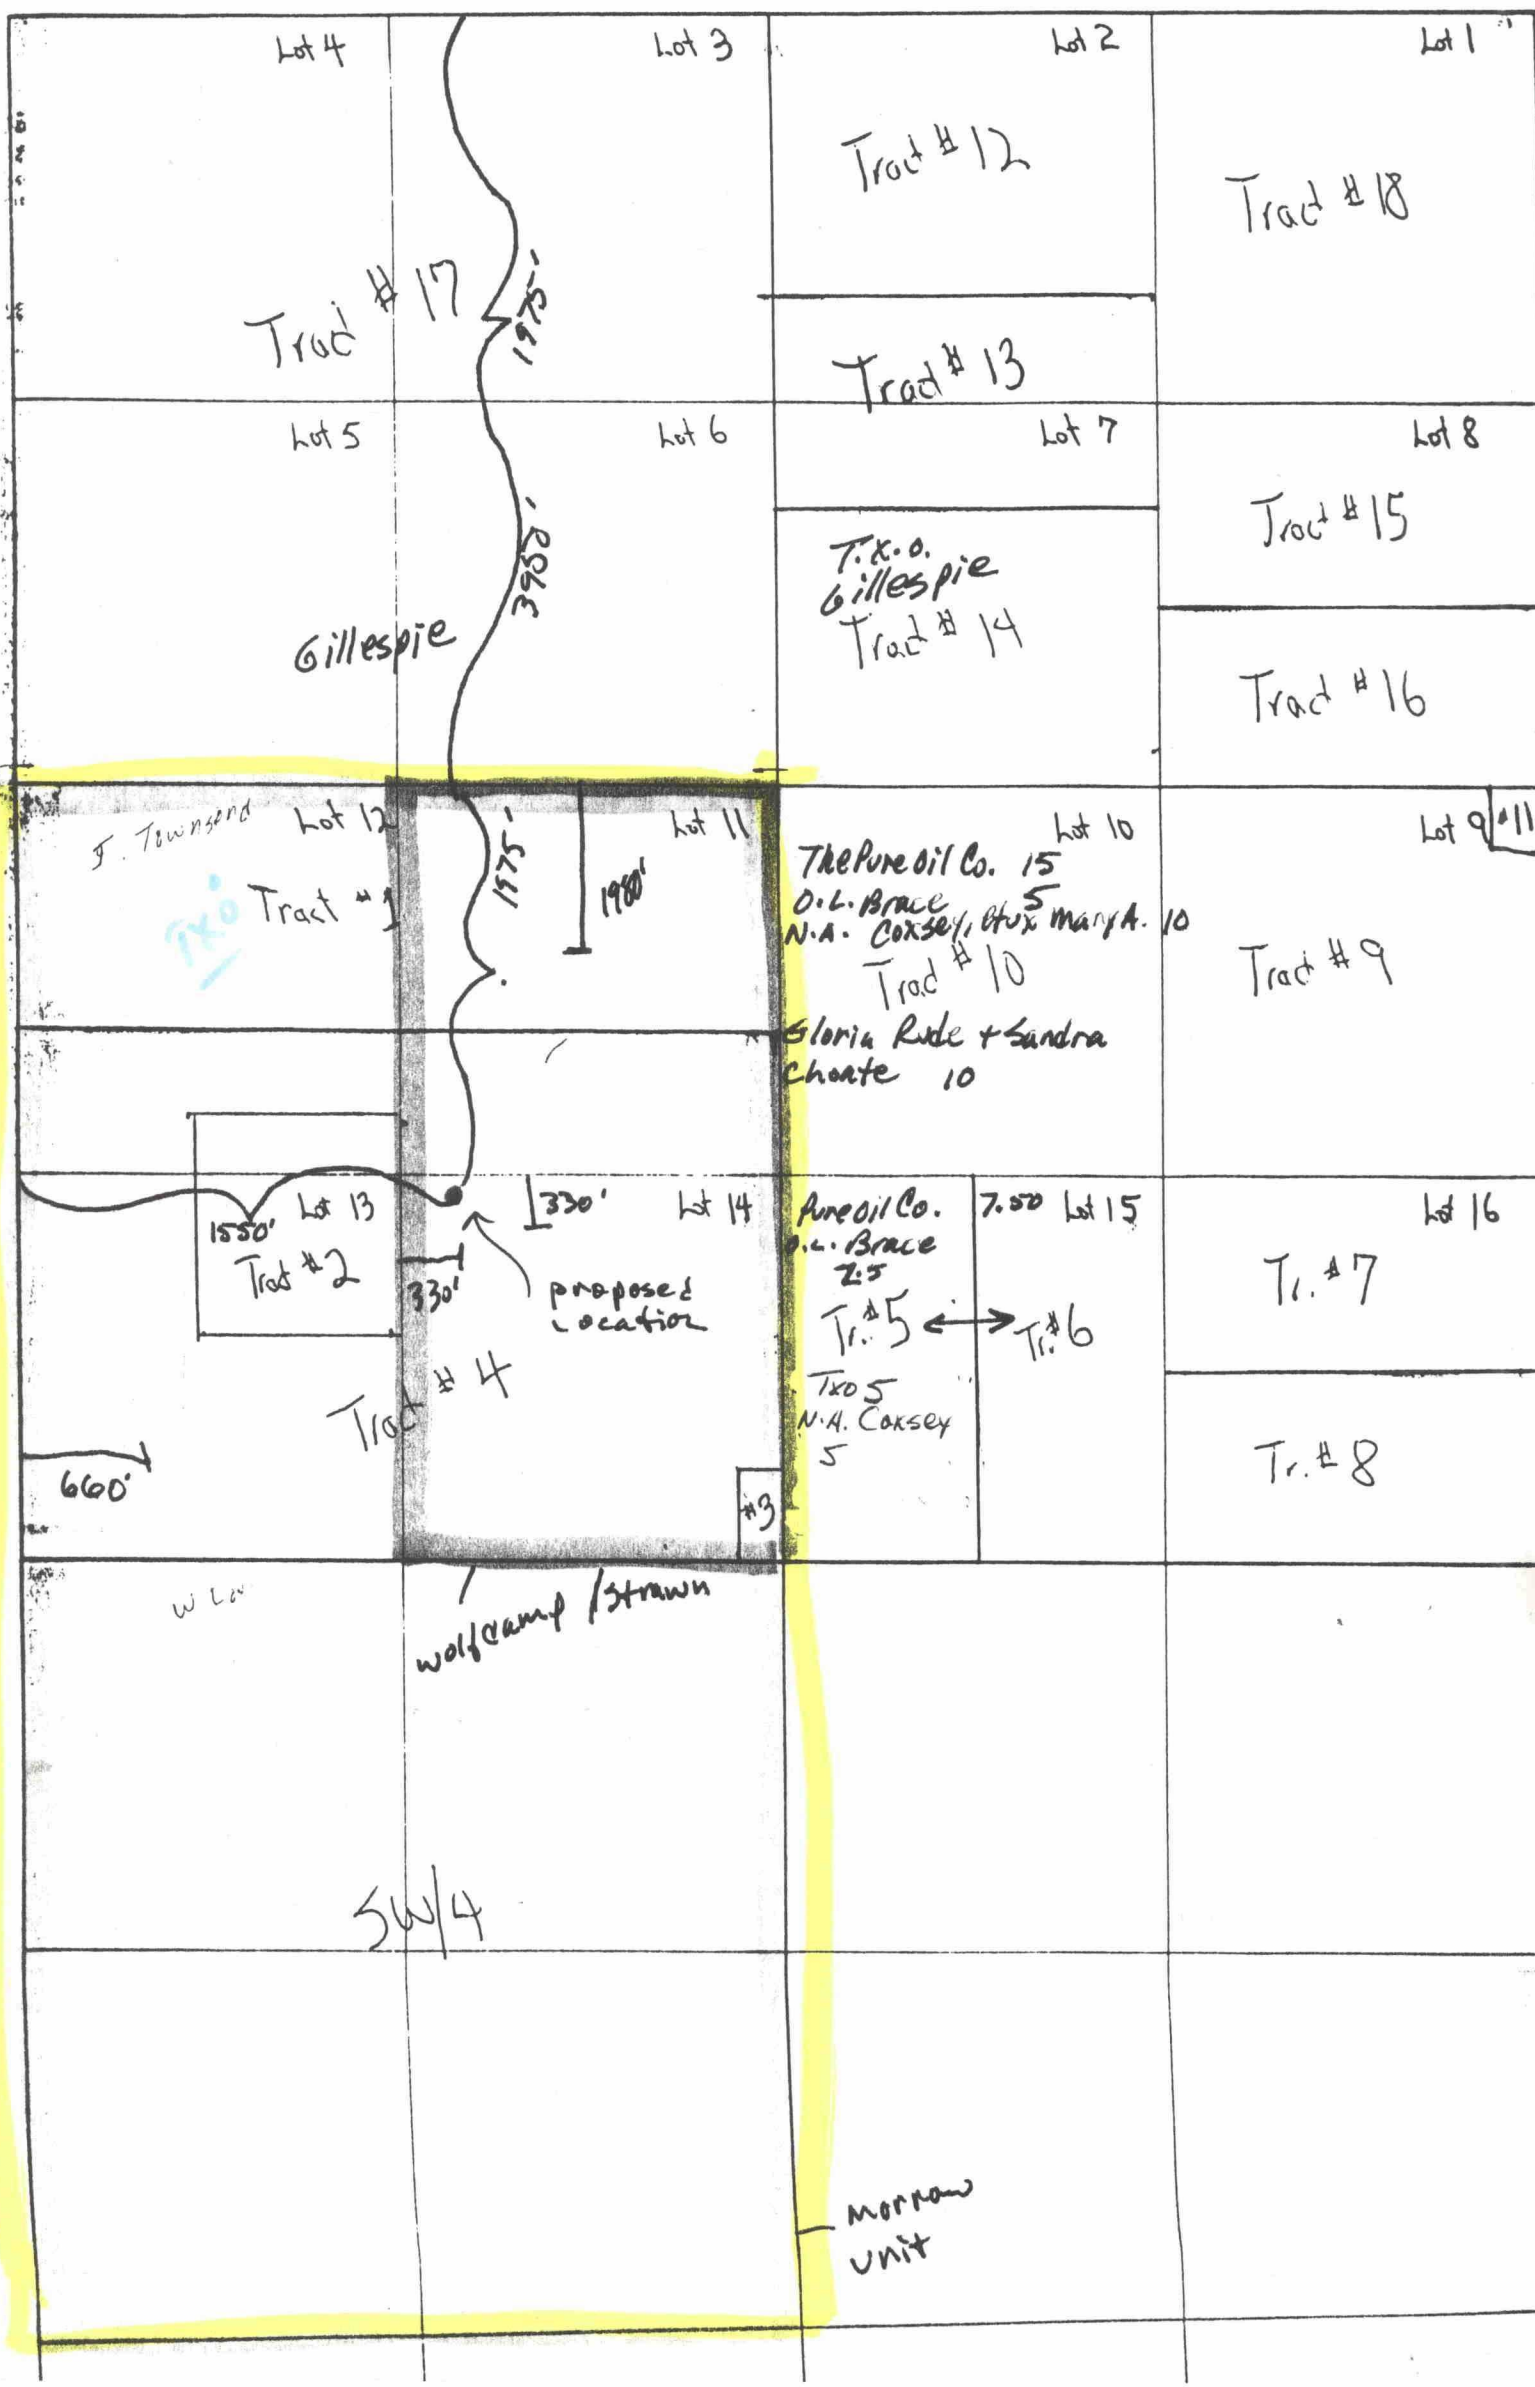 Lot 4
Lot 3
Lot 2
Lot 1
Tract # 12
Tract # 18
Tract # 17
1975'
Tract # 13
Lot 5
Lot 6
Lot 7
Lot 8
3950'
T.X.O.
Gillespie
Tract # 14
Tract # 15
Gillespie
Tract # 16
J. Townsend
Lot 12
Lot 11
Lot 10
Lot 9
#11
TXO
Tract #1
1975'
1980'
The Pure Oil Co. 15
O.L. Brace 5
N.A. Coxsey, etux Mary A. 10
Tract # 10
Tract # 9
Gloria Rude + Sandra
Choate 10
Lot 13
330'
Lot 14
Pure Oil Co.
7.50
Lot 15
Lot 16
1550'
O.L. Brace
2.5
Tract #2
330'
proposed
Location
Tr. #5
Tr. #6
Tr. #7
Tract # 4
TXO 5
N.A. Coxsey
5
660'
#3
Tr. # 8
wolfcamp / Strawn
SW/4
morrow
unit